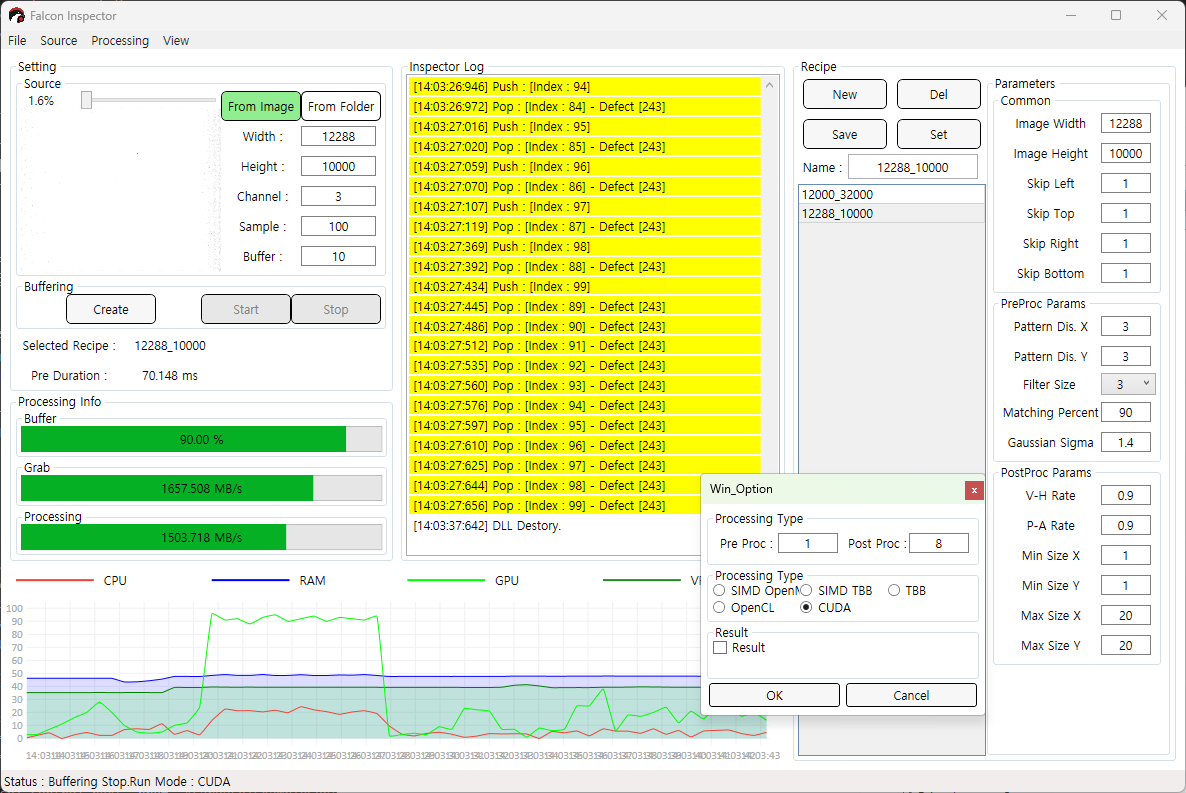 Falcon Inspector
File Source Processing View
Setting
Source
1.6%
From Image From Folder
Width : 12288
Height : 10000
Channel : 3
Sample : 100
Buffer : 10
Buffering
Create Start Stop
Selected Recipe : 12288_10000
Pre Duration : 70.148 ms
Processing Info
Buffer
90.00 %
Grab
1657.508 MB/s
Processing
1503.718 MB/s
Inspector Log
[14:03:26:946] Push : [Index : 94]
[14:03:26:972] Pop : [Index : 84] - Defect [243]
[14:03:27:016] Push : [Index : 95]
[14:03:27:020] Pop : [Index : 85] - Defect [243]
[14:03:27:059] Push : [Index : 96]
[14:03:27:070] Pop : [Index : 86] - Defect [243]
[14:03:27:107] Push : [Index : 97]
[14:03:27:119] Pop : [Index : 87] - Defect [243]
[14:03:27:369] Push : [Index : 98]
[14:03:27:392] Pop : [Index : 88] - Defect [243]
[14:03:27:434] Push : [Index : 99]
[14:03:27:445] Pop : [Index : 89] - Defect [243]
[14:03:27:486] Pop : [Index : 90] - Defect [243]
[14:03:27:512] Pop : [Index : 91] - Defect [243]
[14:03:27:535] Pop : [Index : 92] - Defect [243]
[14:03:27:560] Pop : [Index : 93] - Defect [243]
[14:03:27:576] Pop : [Index : 94] - Defect [243]
[14:03:27:597] Pop : [Index : 95] - Defect [243]
[14:03:27:610] Pop : [Index : 96] - Defect [243]
[14:03:27:625] Pop : [Index : 97] - Defect [243]
[14:03:27:644] Pop : [Index : 98] - Defect [243]
[14:03:27:656] Pop : [Index : 99] - Defect [243]
[14:03:37:642] DLL Destory.
Recipe
New Del
Save Set
Name : 12288_10000
12000_32000
12288_10000
Parameters
Common
Image Width 12288
Image Height 10000
Skip Left 1
Skip Top 1
Skip Right 1
Skip Bottom 1
PreProc Params
Pattern Dis. X 3
Pattern Dis. Y 3
Filter Size 3
Matching Percent 90
Gaussian Sigma 1.4
PostProc Params
V-H Rate 0.9
P-A Rate 0.9
Min Size X 1
Min Size Y 1
Max Size X 20
Max Size Y 20
Win_Option
x
Processing Type
Pre Proc : 1 Post Proc : 8
Processing Type
SIMD Open SIMD TBB TBB
OpenCL CUDA
Result
Result
OK Cancel
CPU RAM GPU
100
90
80
70
60
50
40
30
20
10
0
Status : Buffering Stop.Run Mode : CUDA